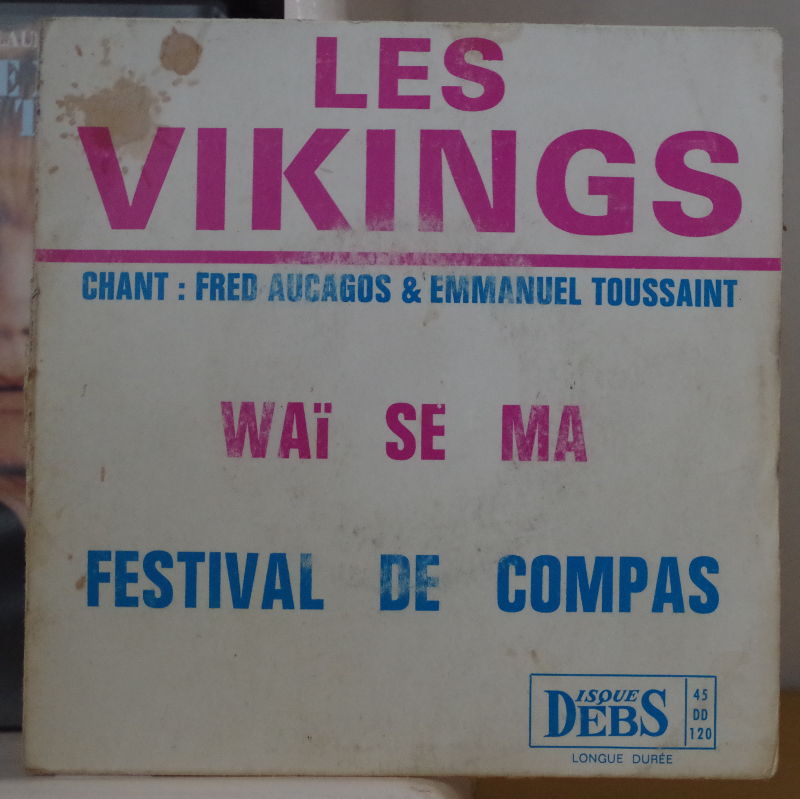 LES
VIKINGS
CHANT : FRED AUCAGOS & EMMANUEL TOUSSAINT
WAï SE MA
FESTIVAL DE COMPAS
DISQUE DEBS
45
DD
120
LONGUE DURÉE